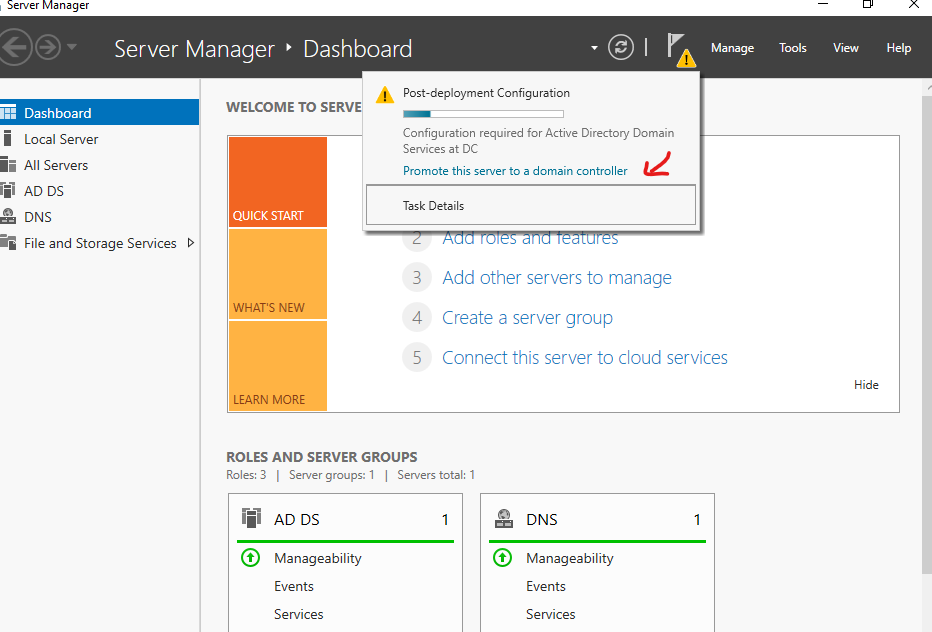 Server Manager
Server Manager ‣ Dashboard
Manage Tools View Help
Post-deployment Configuration
Configuration required for Active Directory Domain
Services at DC
Promote this server to a domain controller
Task Details
Dashboard
Local Server
All Servers
AD DS
DNS
File and Storage Services
WELCOME TO SERVE
QUICK START
WHAT'S NEW
LEARN MORE
2 Add roles and features
3 Add other servers to manage
4 Create a server group
5 Connect this server to cloud services
Hide
ROLES AND SERVER GROUPS
Roles: 3 | Server groups: 1 | Servers total: 1
AD DS 1
Manageability
Events
Services
DNS 1
Manageability
Events
Services